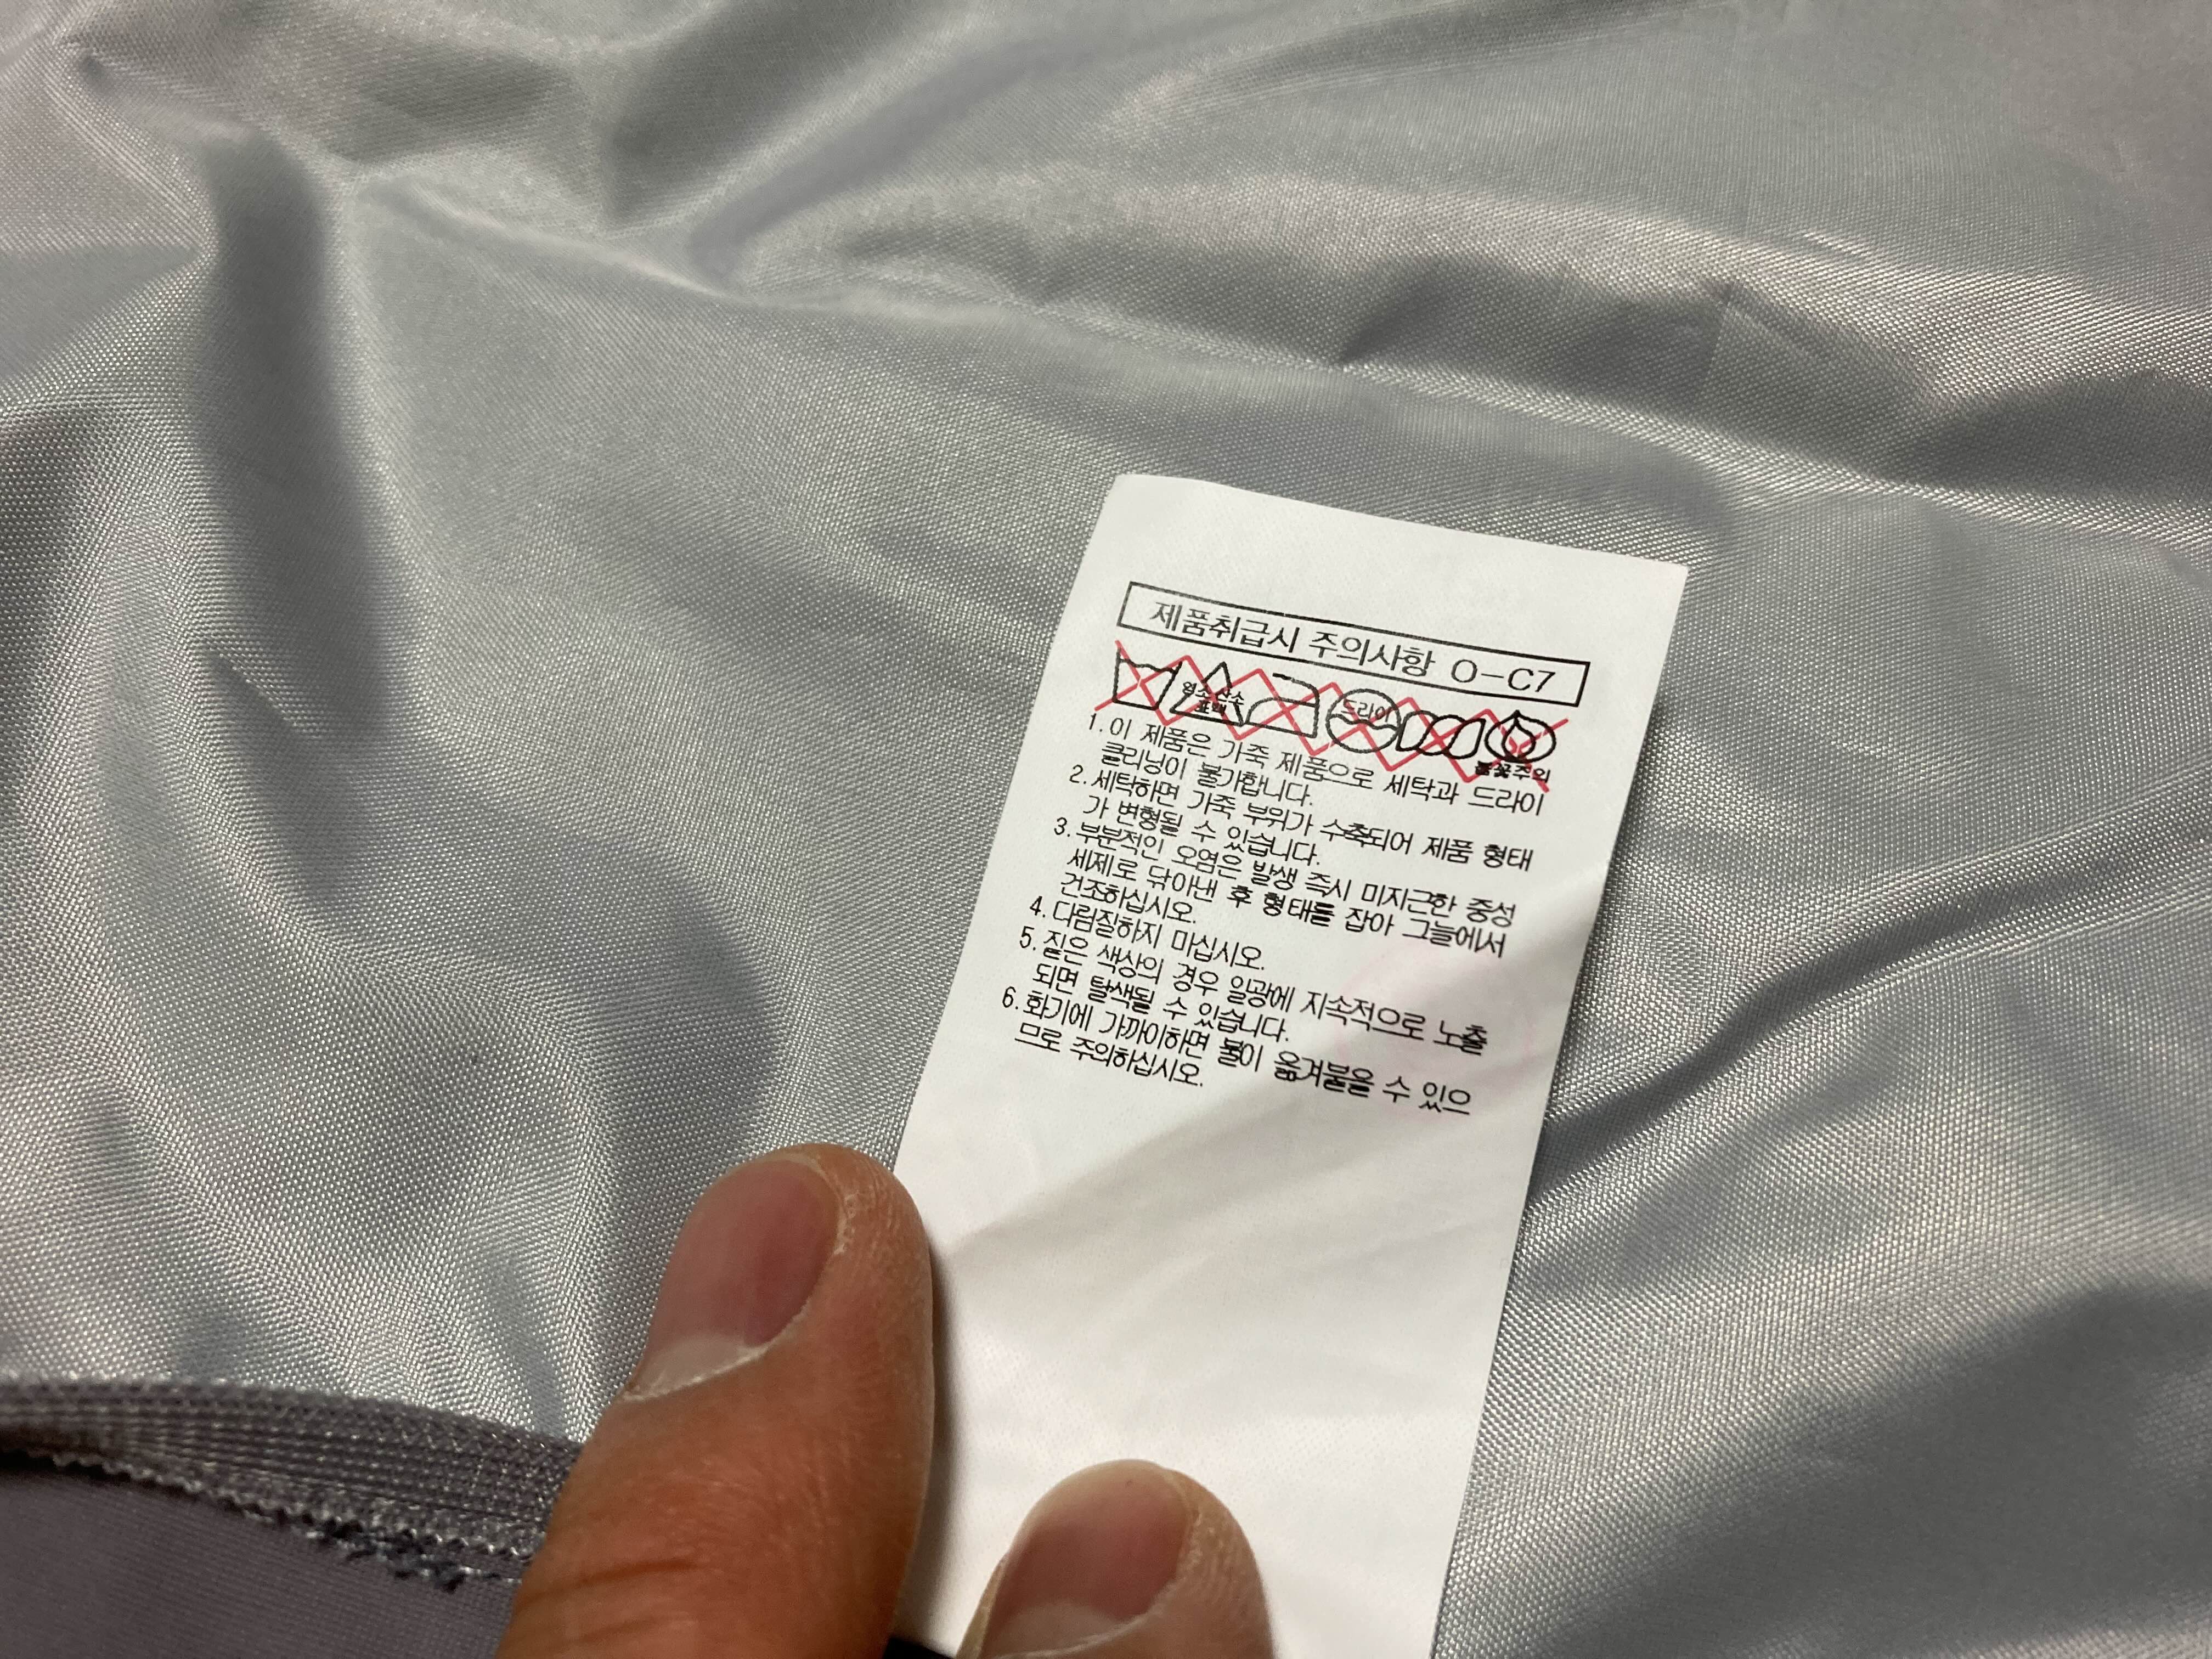 제품취급시 주의사항 O-C7
염소 산소
표백
드라이
불꽃주의
1. 이 제품은 가죽 제품으로 세탁과 드라이
클리닝이 불가합니다.
2. 세탁하면 가죽 부위가 수축되어 제품 형태
가 변형될 수 있습니다.
3. 부분적인 오염은 발생 즉시 미지근한 중성
세제로 닦아낸 후 형태를 잡아 그늘에서
건조하십시오.
4. 다림질하지 마십시오.
5. 짙은 색상의 경우 일광에 지속적으로 노출
되면 탈색될 수 있습니다.
6. 화기에 가까이하면 불이 옮겨붙을 수 있으
므로 주의하십시오.